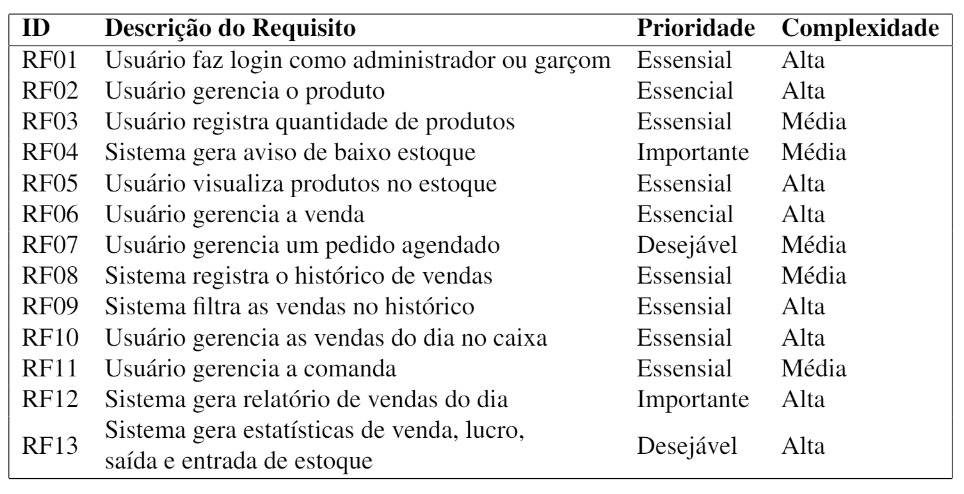 ID Descrição do Requisito Prioridade Complexidade
RF01 Usuário faz login como administrador ou garçom Essensial Alta
RF02 Usuário gerencia o produto Essencial Alta
RF03 Usuário registra quantidade de produtos Essensial Média
RF04 Sistema gera aviso de baixo estoque Importante Média
RF05 Usuário visualiza produtos no estoque Essensial Alta
RF06 Usuário gerencia a venda Essencial Alta
RF07 Usuário gerencia um pedido agendado Desejável Média
RF08 Sistema registra o histórico de vendas Essensial Média
RF09 Sistema filtra as vendas no histórico Essensial Alta
RF10 Usuário gerencia as vendas do dia no caixa Essensial Alta
RF11 Usuário gerencia a comanda Essensial Média
RF12 Sistema gera relatório de vendas do dia Importante Alta
RF13 Sistema gera estatísticas de venda, lucro, Desejável Alta
saída e entrada de estoque